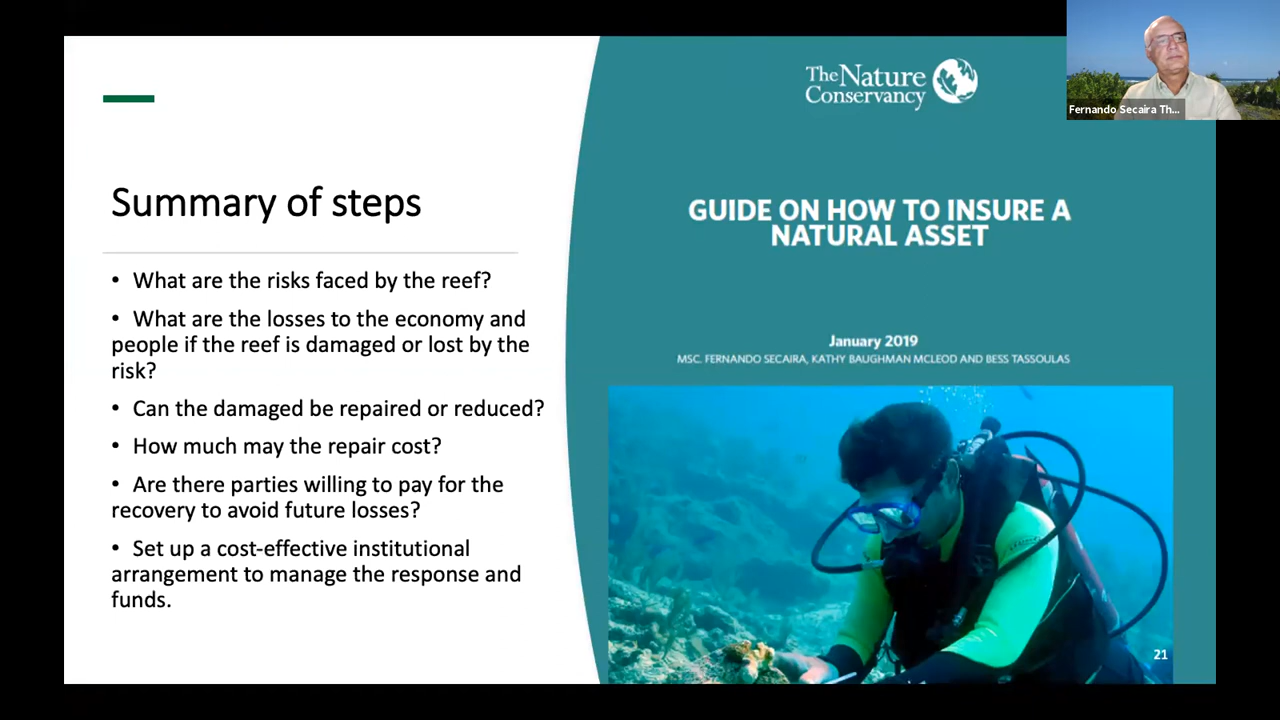 Summary of steps
• What are the risks faced by the reef?
• What are the losses to the economy and
people if the reef is damaged or lost by the
risk?
• Can the damaged be repaired or reduced?
• How much may the repair cost?
• Are there parties willing to pay for the
recovery to avoid future losses?
• Set up a cost-effective institutional
arrangement to manage the response and
funds.
The Nature
Conservancy
GUIDE ON HOW TO INSURE A
NATURAL ASSET
January 2019
MSC. FERNANDO SECAIRA, KATHY BAUGHMAN MCLEOD AND BESS TASSOULAS
21
Fernando Secaira Th...